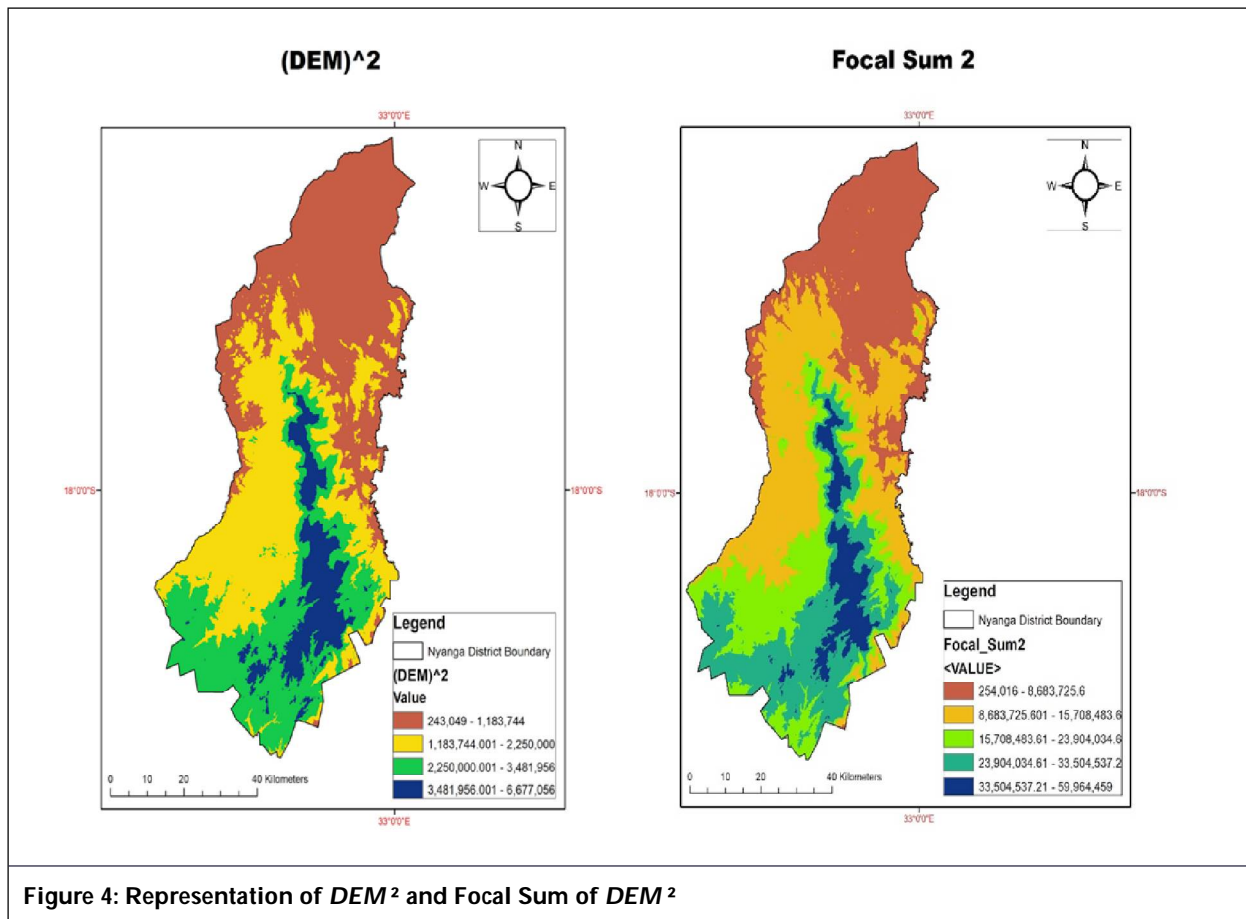 (DEM)^2
33°0'0"E
N
W E
S
18°0'0"S
18°0'0"S
Legend
Nyanga District Boundary
(DEM)^2
Value
243,049 - 1,183,744
1,183,744.001 - 2,250,000
2,250,000.001 - 3,481,956
3,481,956.001 - 6,677,056
0 10 20 40 Kilometers
33°0'0"E
Focal Sum 2
33°0'0"E
N
W E
S
18°0'0"S
18°0'0"S
Legend
Nyanga District Boundary
Focal_Sum2
<VALUE>
254,016 - 8,683,725.6
8,683,725.601 - 15,708,483.6
15,708,483.61 - 23,904,034.6
23,904,034.61 - 33,504,537.2
33,504,537.21 - 59,964,459
0 10 20 40 Kilometers
33°0'0"E
Figure 4: Representation of DEM² and Focal Sum of DEM²